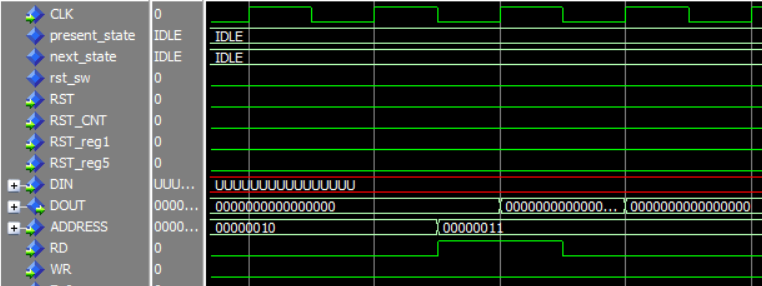 CLK 0
present_state IDLE IDLE
next_state IDLE IDLE
rst_sw 0
RST 0
RST_CNT 0
RST_reg1 0
RST_reg5 0
DIN UUU... UUUUUUUUUUUUUUUU
DOUT 0000... 0000000000000000 0000000000000... 0000000000000000
ADDRESS 0000... 00000010 00000011
RD 0
WR 0